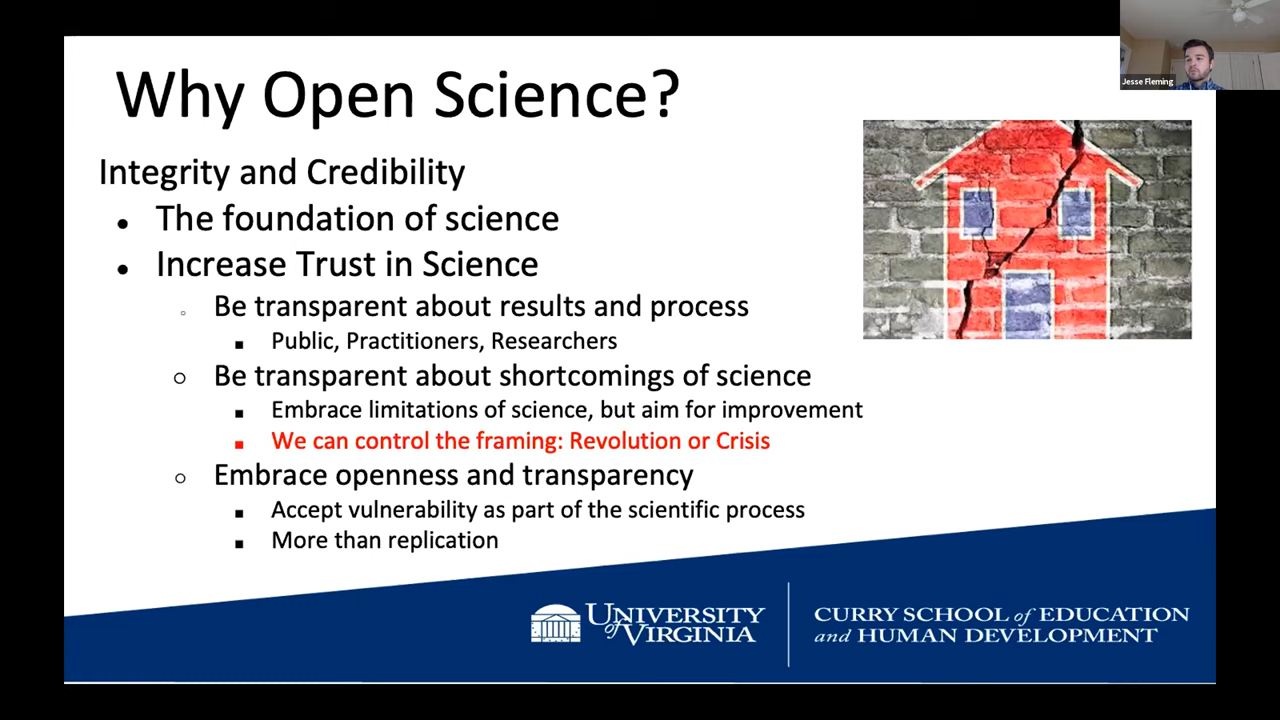 Jesse Fleming
Why Open Science?
Integrity and Credibility
● The foundation of science
● Increase Trust in Science
○ Be transparent about results and process
■ Public, Practitioners, Researchers
○ Be transparent about shortcomings of science
■ Embrace limitations of science, but aim for improvement
■ We can control the framing: Revolution or Crisis
○ Embrace openness and transparency
■ Accept vulnerability as part of the scientific process
■ More than replication
UNIVERSITY
of VIRGINIA
CURRY SCHOOL of EDUCATION
and HUMAN DEVELOPMENT